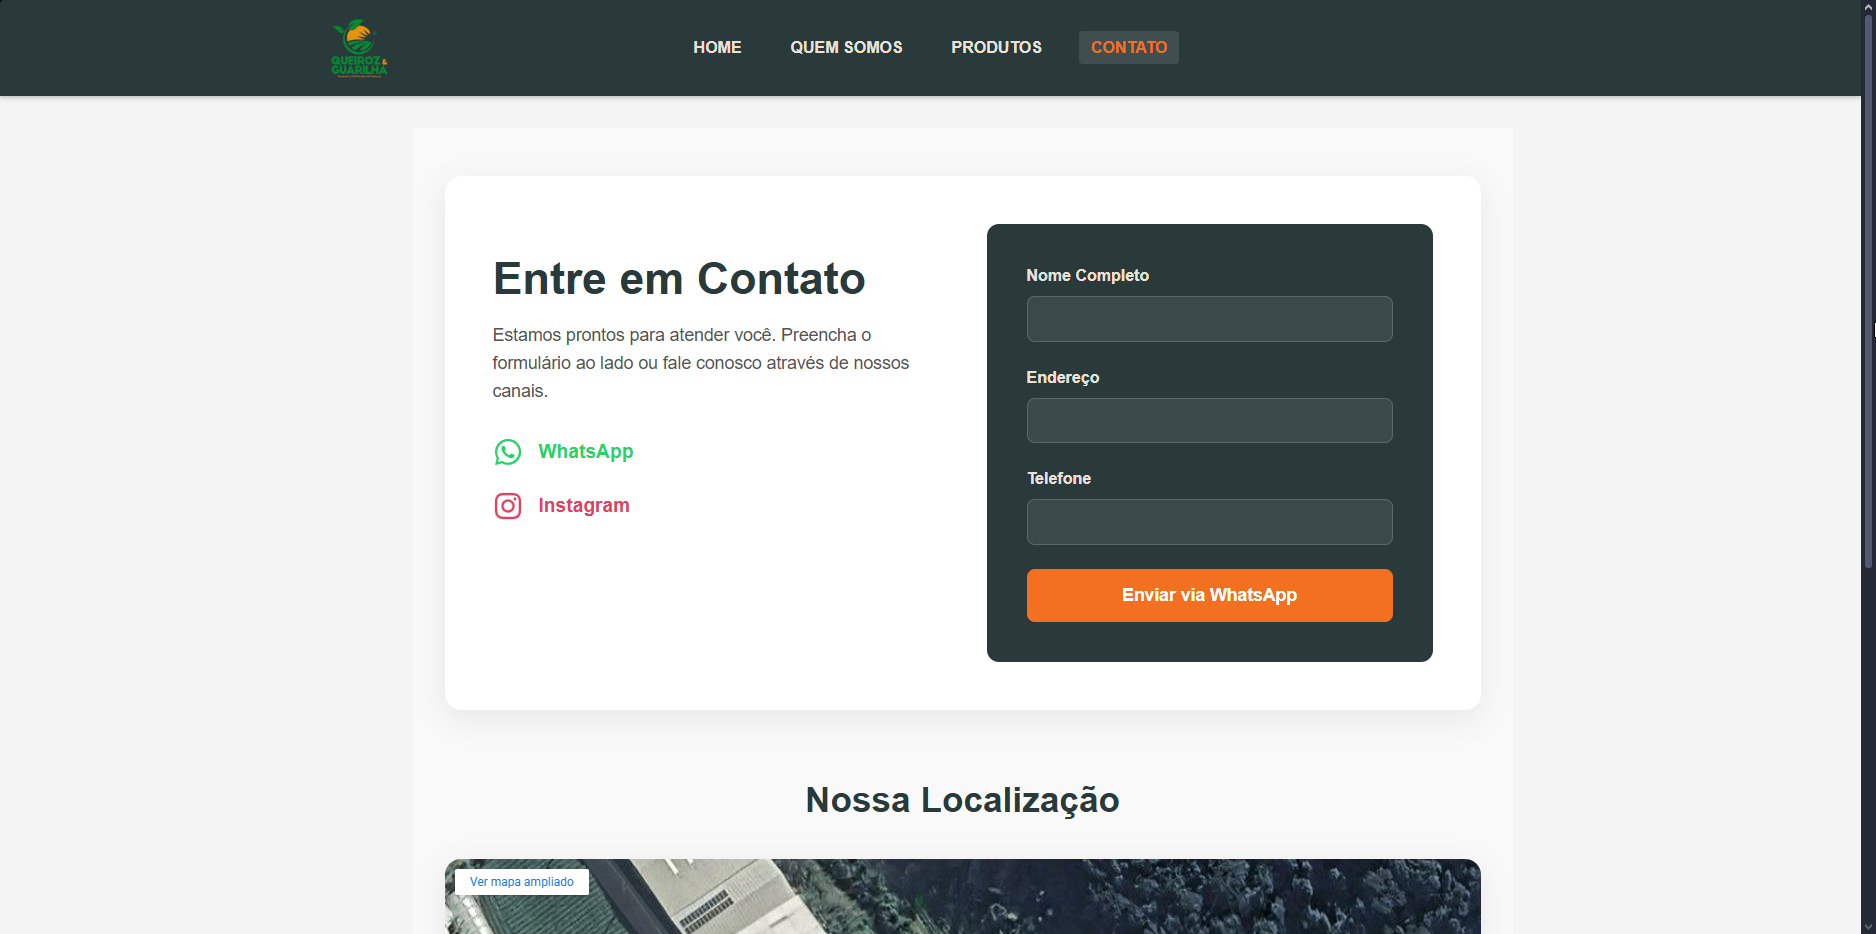 QUEIROZ &
GUARILHA
HOME
QUEM SOMOS
PRODUTOS
CONTATO
Entre em Contato
Estamos prontos para atender você. Preencha o
formulário ao lado ou fale conosco através de nossos
canais.
WhatsApp
Instagram
Nome Completo
Endereço
Telefone
Enviar via WhatsApp
Nossa Localização
Ver mapa ampliado